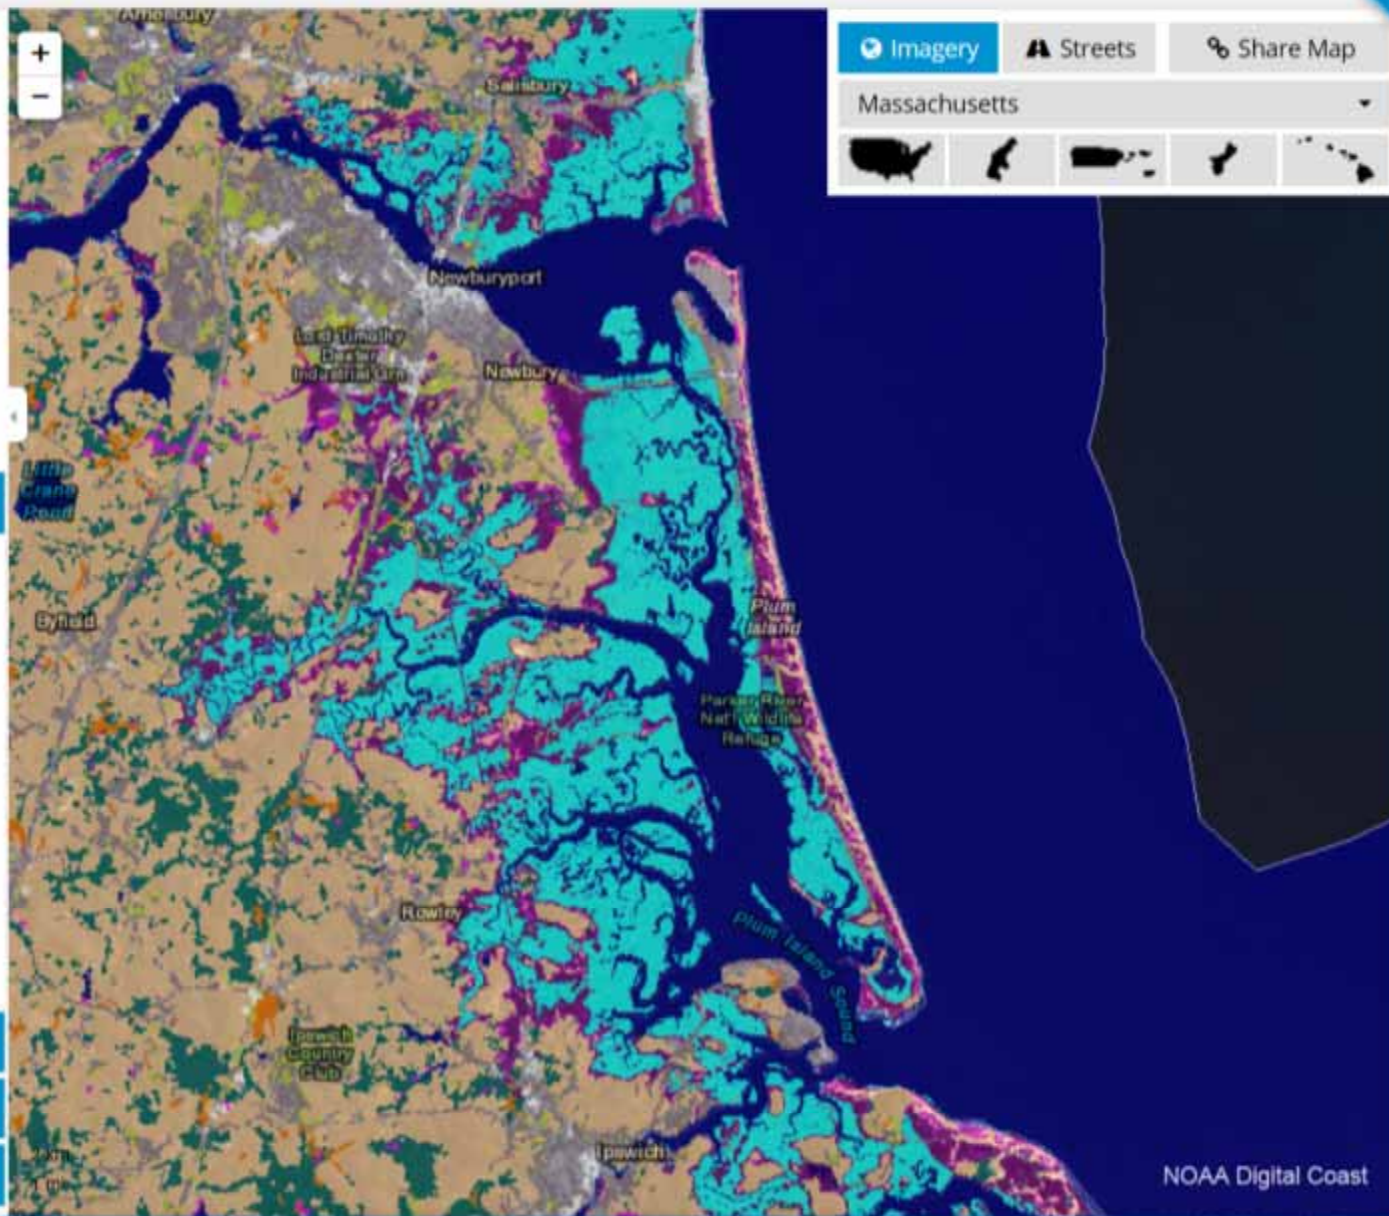 Amesbury
+
−
Imagery
Streets
Share Map
Massachusetts
Salisbury
Newburyport
Lord Timothy
Dexter
Industrial Grn
Newbury
Little
Crane
Pond
Byfield
Plum
Island
Parker River
Nat'l Wildlife
Refuge
Rowley
Plum Island Sound
Ipswich
Country
Club
Ipswich
NOAA Digital Coast